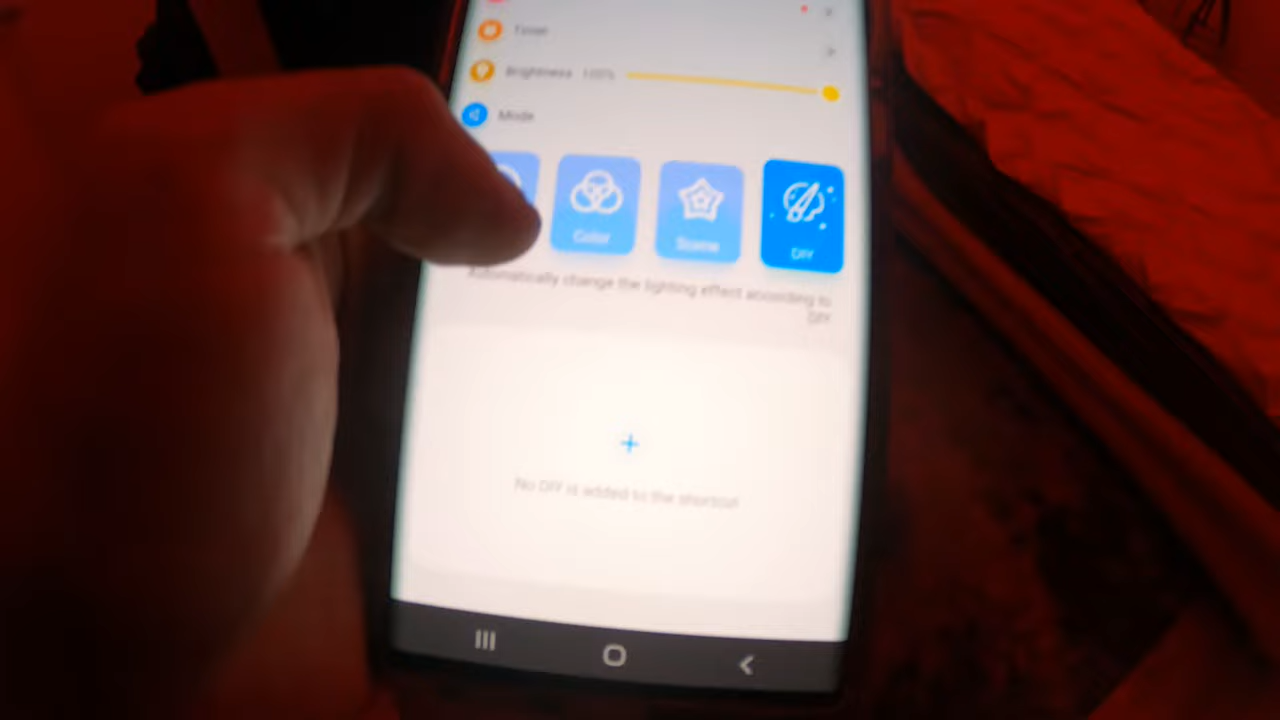 Timer
Brightness 100%
Mode
Color
Scene
DIY
Automatically change the lighting effect according to
DIY
No DIY is added to the shortcut